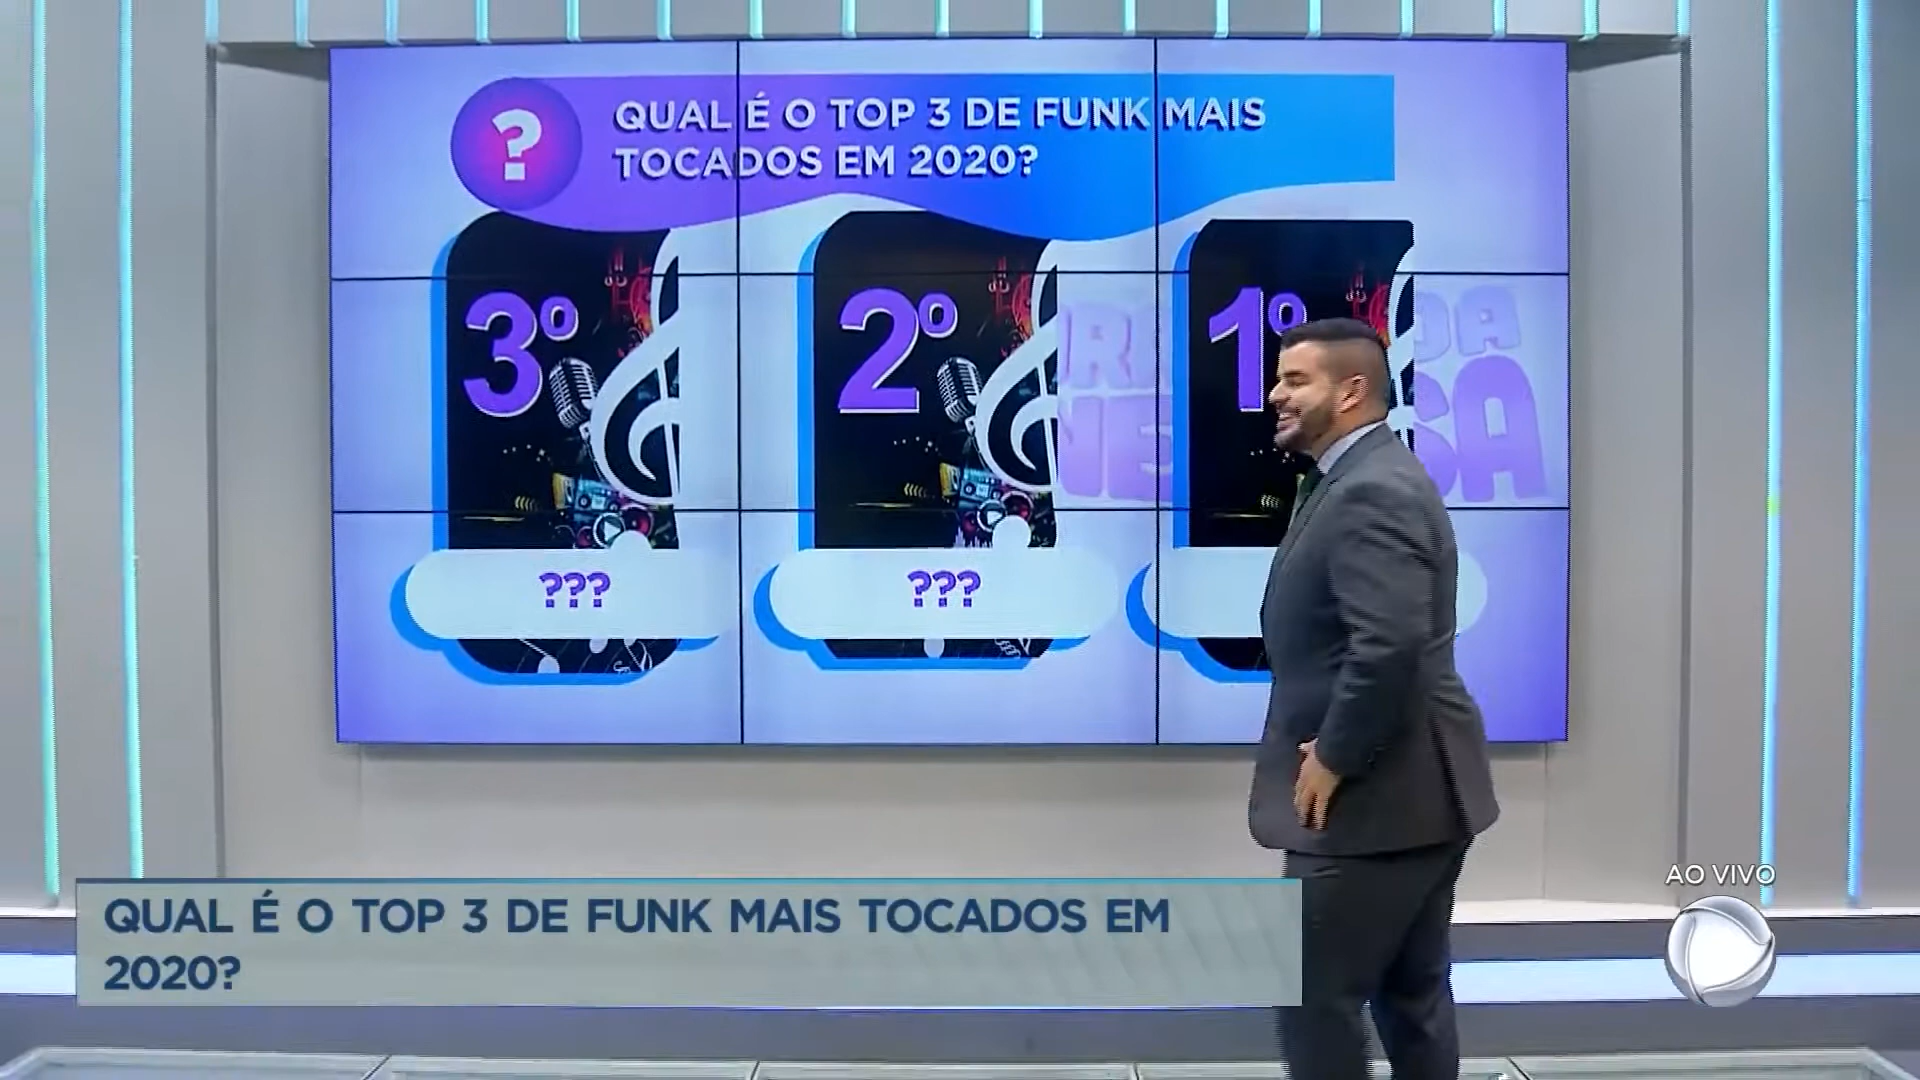 ?
QUAL É O TOP 3 DE FUNK MAIS
TOCADOS EM 2020?
3º
2º
1º
???
???
QUAL É O TOP 3 DE FUNK MAIS TOCADOS EM
2020?
AO VIVO